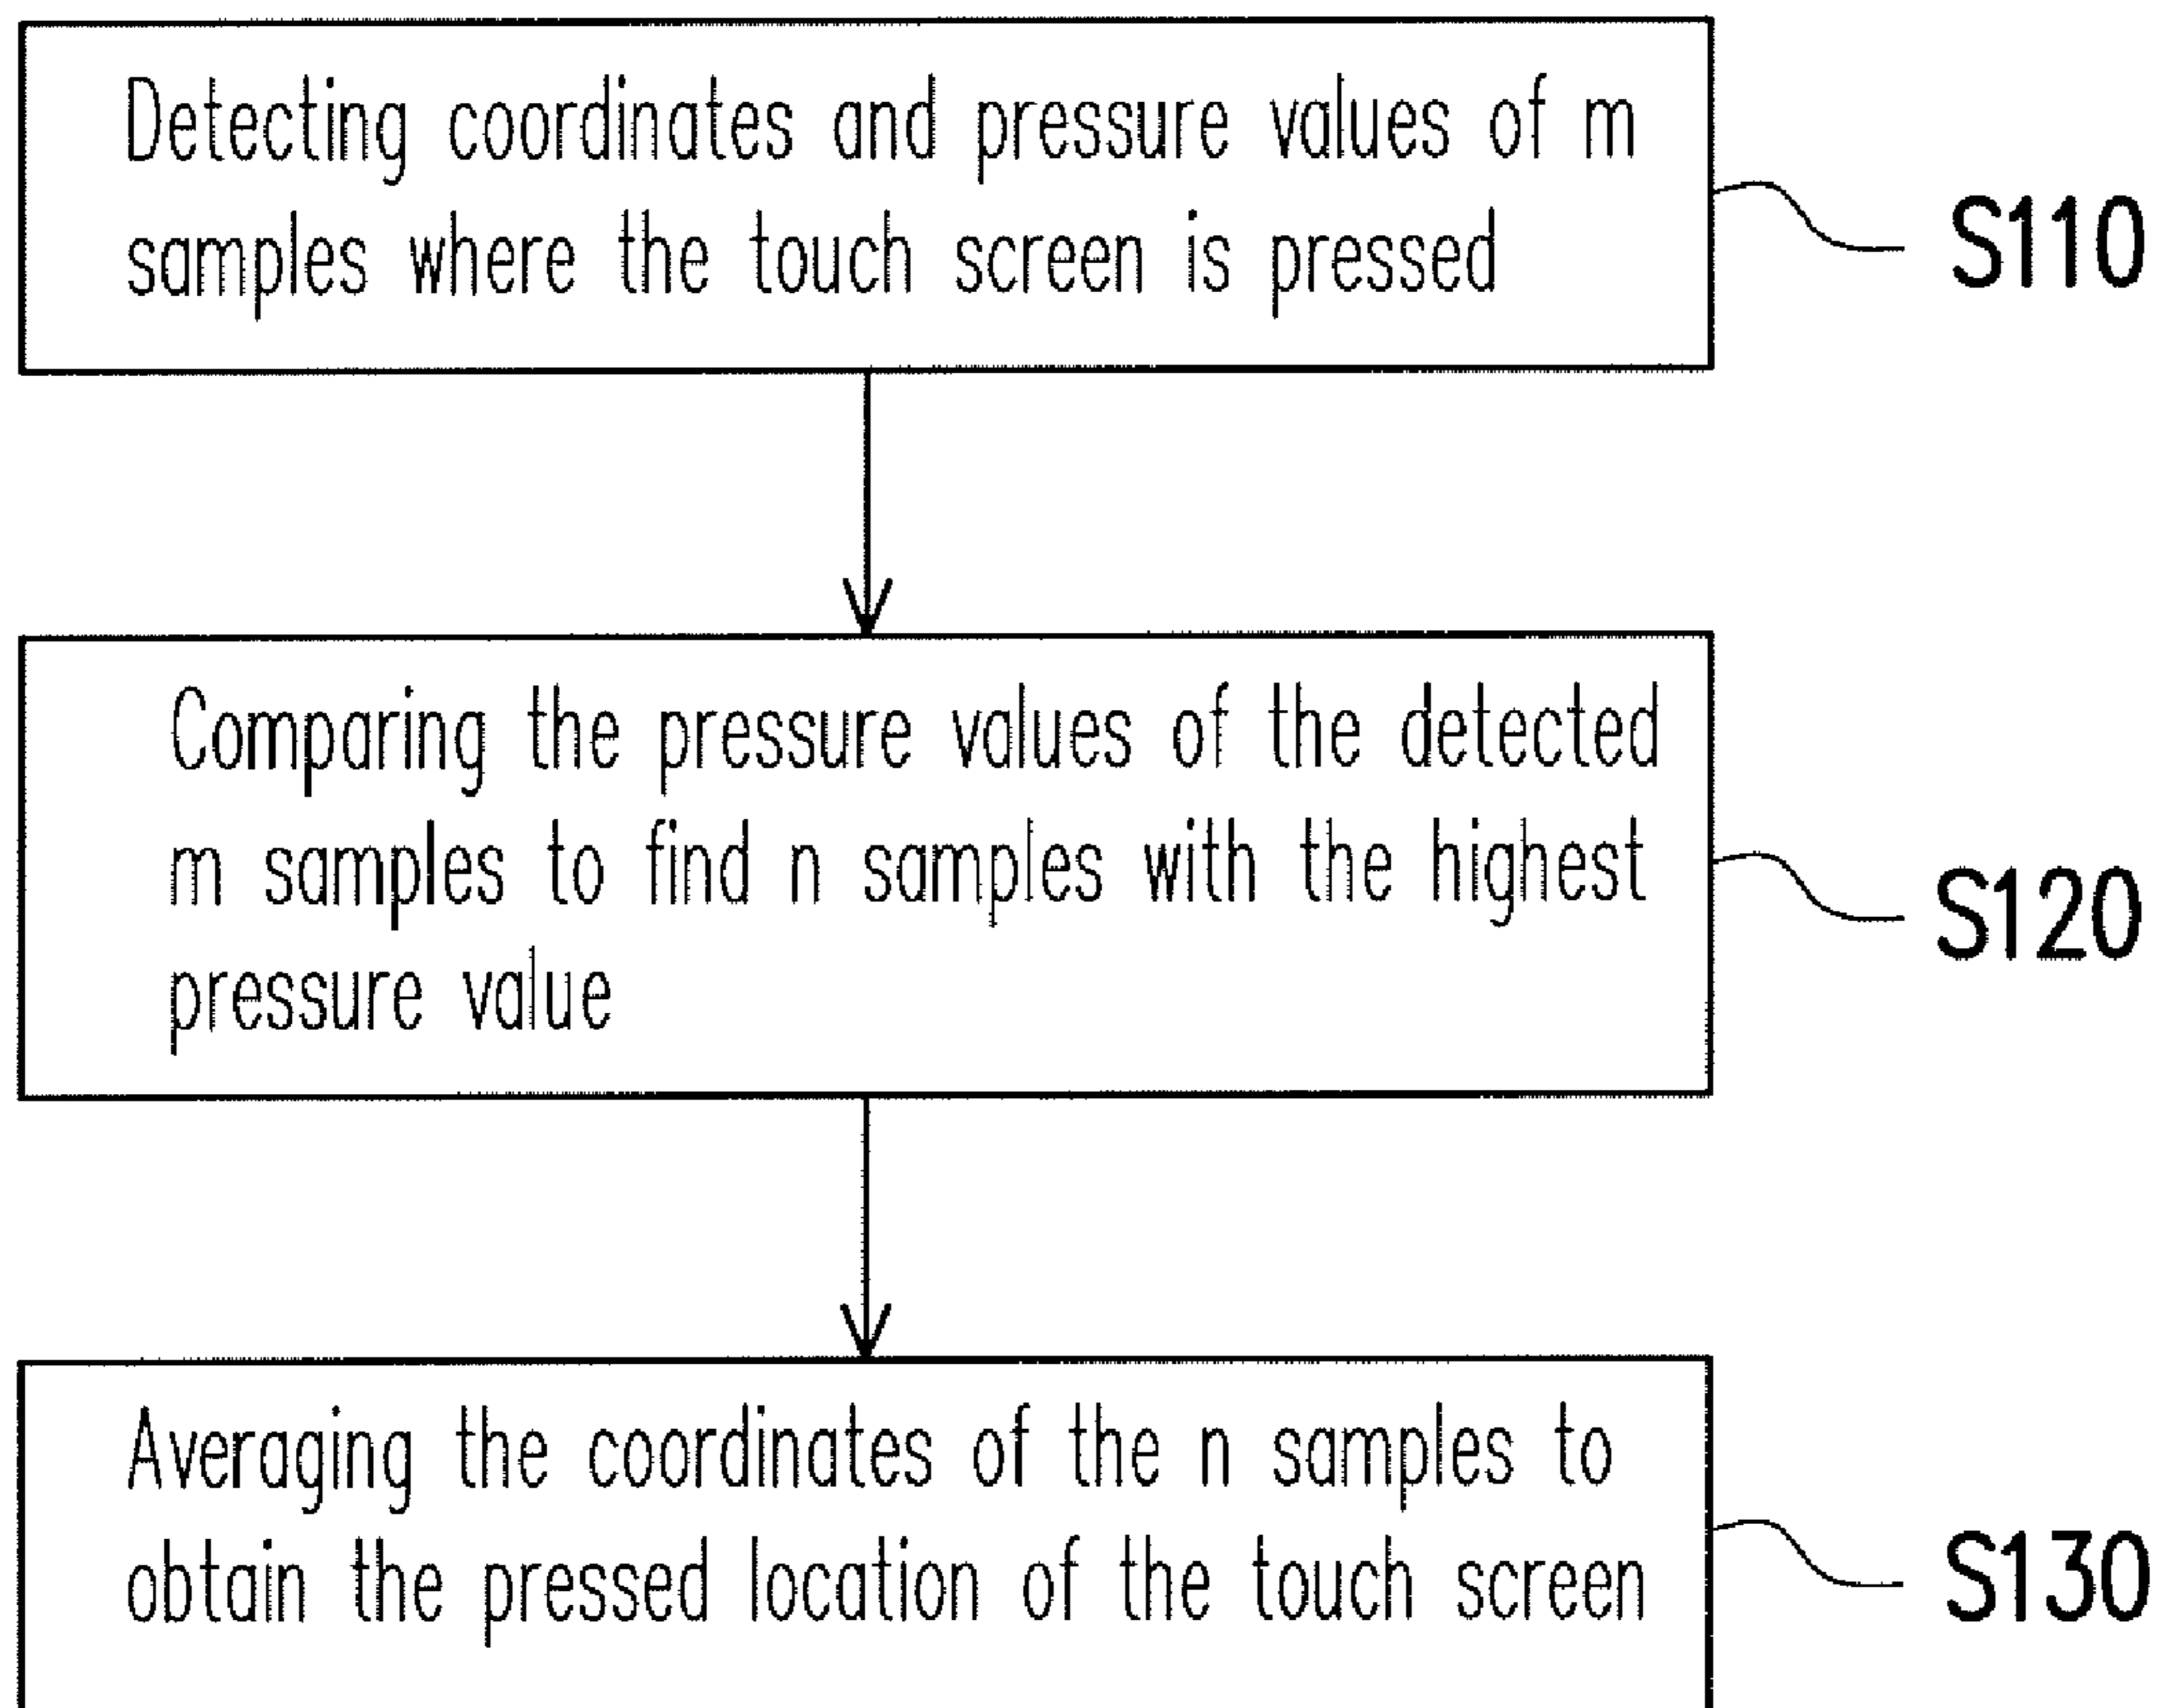 Detecting coordinates and pressure values of m
samples where the touch screen is pressed
S110
Comparing the pressure values of the detected
m samples to find n samples with the highest
pressure value
S120
Averaging the coordinates of the n samples to
obtain the pressed location of the touch screen
S130